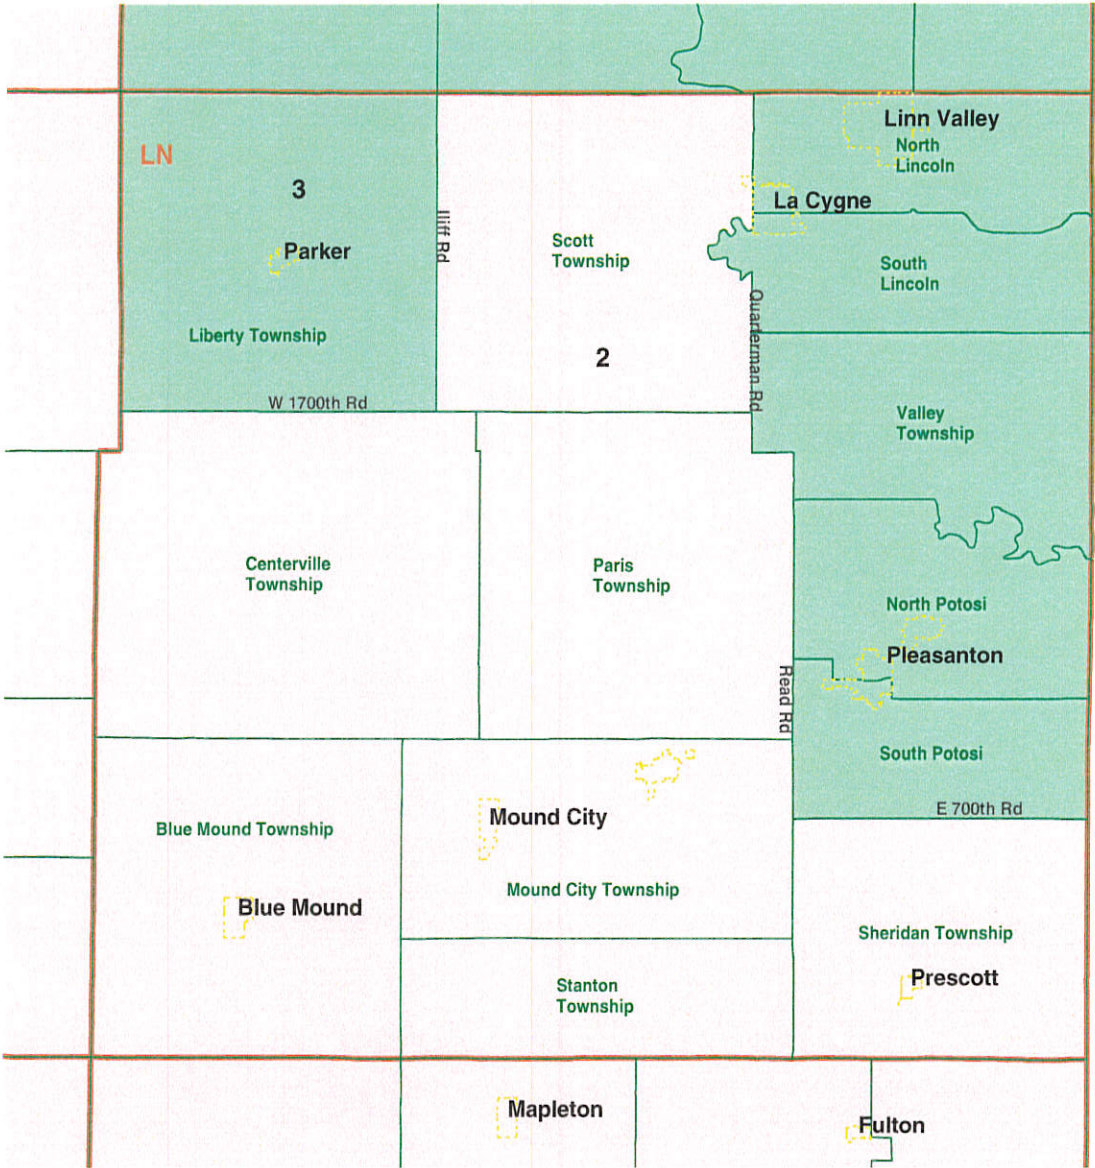 Linn Valley
North
Lincoln
LN
3
La Cygne
Iliff Rd
Parker
Scott
Township
South
Lincoln
Liberty Township
Quarterman Rd
2
W 1700th Rd
Valley
Township
Centerville
Township
Paris
Township
North Potosi
Pleasanton
Read Rd
South Potosi
E 700th Rd
Mound City
Blue Mound Township
Mound City Township
Blue Mound
Sheridan Township
Prescott
Stanton
Township
Mapleton
Fulton